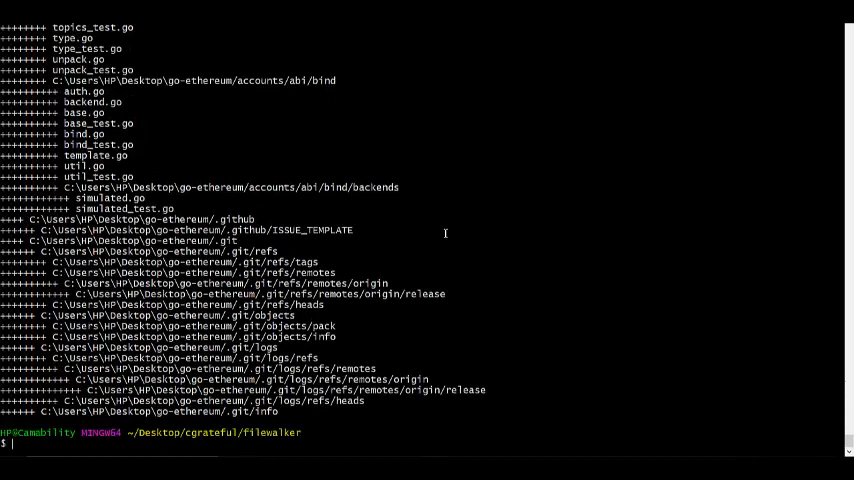 ++++++++ topics_test.go
++++++++ type.go
++++++++ type_test.go
++++++++ unpack.go
++++++++ unpack_test.go
++++++++ C:\Users\HP\Desktop\go-ethereum/accounts/abi/bind
++++++++++ auth.go
++++++++++ backend.go
++++++++++ base.go
++++++++++ base_test.go
++++++++++ bind.go
++++++++++ bind_test.go
++++++++++ template.go
++++++++++ util.go
++++++++++ util_test.go
++++++++++ C:\Users\HP\Desktop\go-ethereum/accounts/abi/bind/backends
++++++++++++ simulated.go
++++++++++++ simulated_test.go
++++ C:\Users\HP\Desktop\go-ethereum/.github
++++++ C:\Users\HP\Desktop\go-ethereum/.github/ISSUE_TEMPLATE
++++ C:\Users\HP\Desktop\go-ethereum/.git
++++++ C:\Users\HP\Desktop\go-ethereum/.git/refs
++++++++ C:\Users\HP\Desktop\go-ethereum/.git/refs/tags
++++++++ C:\Users\HP\Desktop\go-ethereum/.git/refs/remotes
++++++++++ C:\Users\HP\Desktop\go-ethereum/.git/refs/remotes/origin
++++++++++++ C:\Users\HP\Desktop\go-ethereum/.git/refs/remotes/origin/release
++++++++ C:\Users\HP\Desktop\go-ethereum/.git/refs/heads
++++++ C:\Users\HP\Desktop\go-ethereum/.git/objects
++++++++ C:\Users\HP\Desktop\go-ethereum/.git/objects/pack
++++++++ C:\Users\HP\Desktop\go-ethereum/.git/objects/info
++++++ C:\Users\HP\Desktop\go-ethereum/.git/logs
++++++++ C:\Users\HP\Desktop\go-ethereum/.git/logs/refs
++++++++++ C:\Users\HP\Desktop\go-ethereum/.git/logs/refs/remotes
++++++++++++ C:\Users\HP\Desktop\go-ethereum/.git/logs/refs/remotes/origin
++++++++++++++ C:\Users\HP\Desktop\go-ethereum/.git/logs/refs/remotes/origin/release
++++++++++ C:\Users\HP\Desktop\go-ethereum/.git/logs/refs/heads
++++++ C:\Users\HP\Desktop\go-ethereum/.git/info
HP@Camability MINGW64 ~/Desktop/cgrateful/filewalker
$